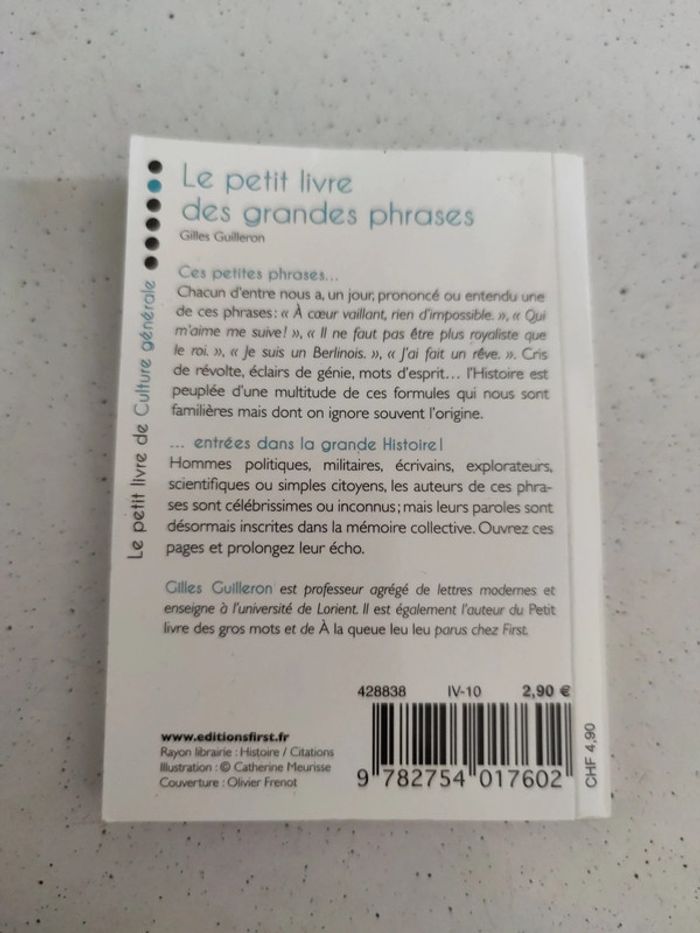 Le petit livre
des grandes phrases
Gilles Guilleron
Le petit livre de Culture générale
Ces petites phrases...
Chacun d'entre nous a, un jour, prononcé ou entendu une
de ces phrases : « À cœur vaillant, rien d'impossible. », « Qui
m'aime me suive ! », « Il ne faut pas être plus royaliste que
le roi. », « Je suis un Berlinois. », « J'ai fait un rêve. ». Cris
de révolte, éclairs de génie, mots d'esprit... l'Histoire est
peuplée d'une multitude de ces formules qui nous sont
familières mais dont on ignore souvent l'origine.
... entrées dans la grande Histoire !
Hommes politiques, militaires, écrivains, explorateurs,
scientifiques ou simples citoyens, les auteurs de ces phra-
ses sont célébrissimes ou inconnus ; mais leurs paroles sont
désormais inscrites dans la mémoire collective. Ouvrez ces
pages et prolongez leur écho.
Gilles Guilleron est professeur agrégé de lettres modernes et
enseigne à l'université de Lorient. Il est également l'auteur du Petit
livre des gros mots et de À la queue leu leu parus chez First.
428838 IV-10 2,90 €
www.editionsfirst.fr
Rayon librairie : Histoire / Citations
Illustration : © Catherine Meurisse
Couverture : Olivier Frenot
9 782754 017602
CHF 4,90